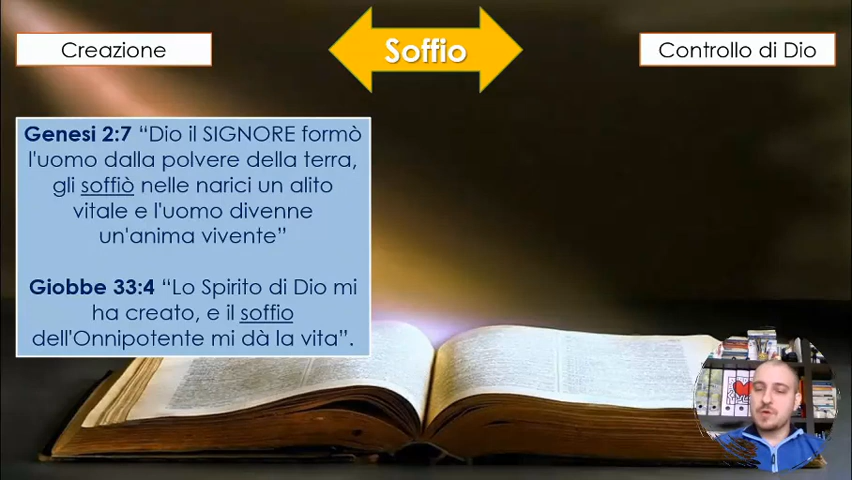 Creazione
Soffio
Controllo di Dio
Genesi 2:7 “Dio il SIGNORE formò
l'uomo dalla polvere della terra,
gli soffiò nelle narici un alito
vitale e l'uomo divenne
un'anima vivente”
Giobbe 33:4 “Lo Spirito di Dio mi
ha creato, e il soffio
dell'Onnipotente mi dà la vita”.